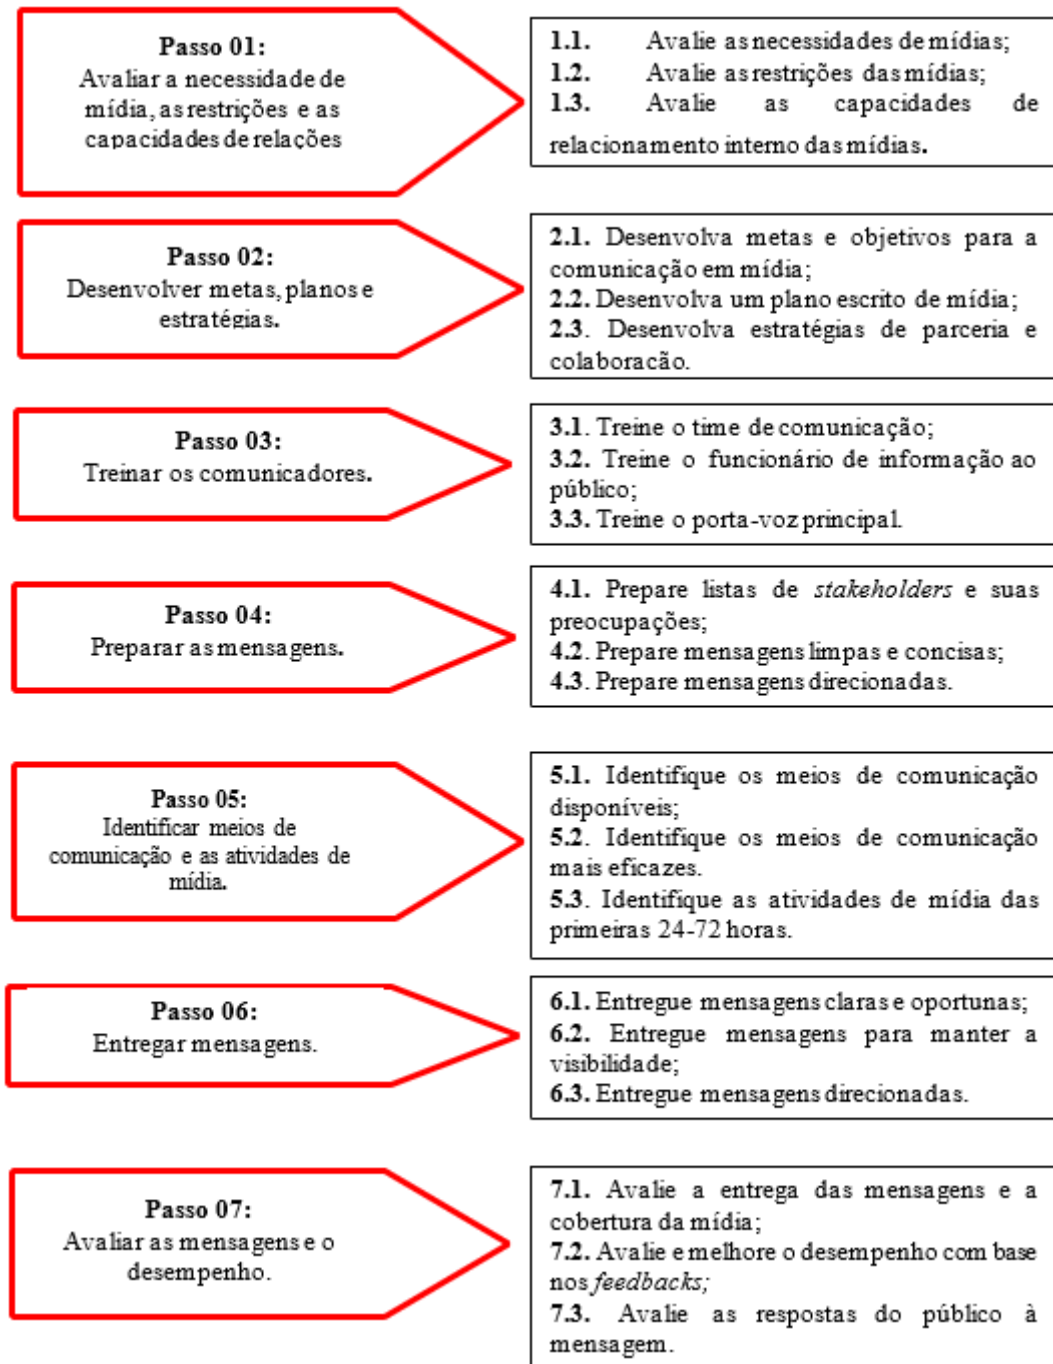 Passo 01:
Avaliar a necessidade de
mídia, as restrições e as
capacidades de relações
1.1. Avalie as necessidades de mídias;
1.2. Avalie as restrições das mídias;
1.3. Avalie as capacidades de
relacionamento interno das mídias.
Passo 02:
Desenvolver metas, planos e
estratégias.
2.1. Desenvolva metas e objetivos para a
comunicação em mídia;
2.2. Desenvolva um plano escrito de mídia;
2.3. Desenvolva estratégias de parceria e
colaboração.
Passo 03:
Treinar os comunicadores.
3.1. Treine o time de comunicação;
3.2. Treine o funcionário de informação ao
público;
3.3. Treine o porta-voz principal.
Passo 04:
Preparar as mensagens.
4.1. Prepare listas de stakeholders e suas
preocupações;
4.2. Prepare mensagens limpas e concisas;
4.3. Prepare mensagens direcionadas.
Passo 05:
Identificar meios de
comunicação e as atividades de
mídia.
5.1. Identifique os meios de comunicação
disponíveis;
5.2. Identifique os meios de comunicação
mais eficazes.
5.3. Identifique as atividades de mídia das
primeiras 24-72 horas.
Passo 06:
Entregar mensagens.
6.1. Entregue mensagens claras e oportunas;
6.2. Entregue mensagens para manter a
visibilidade;
6.3. Entregue mensagens direcionadas.
Passo 07:
Avaliar as mensagens e o
desempenho.
7.1. Avalie a entrega das mensagens e a
cobertura da mídia;
7.2. Avalie e melhore o desempenho com base
nos feedbacks;
7.3. Avalie as respostas do público à
mensagem.